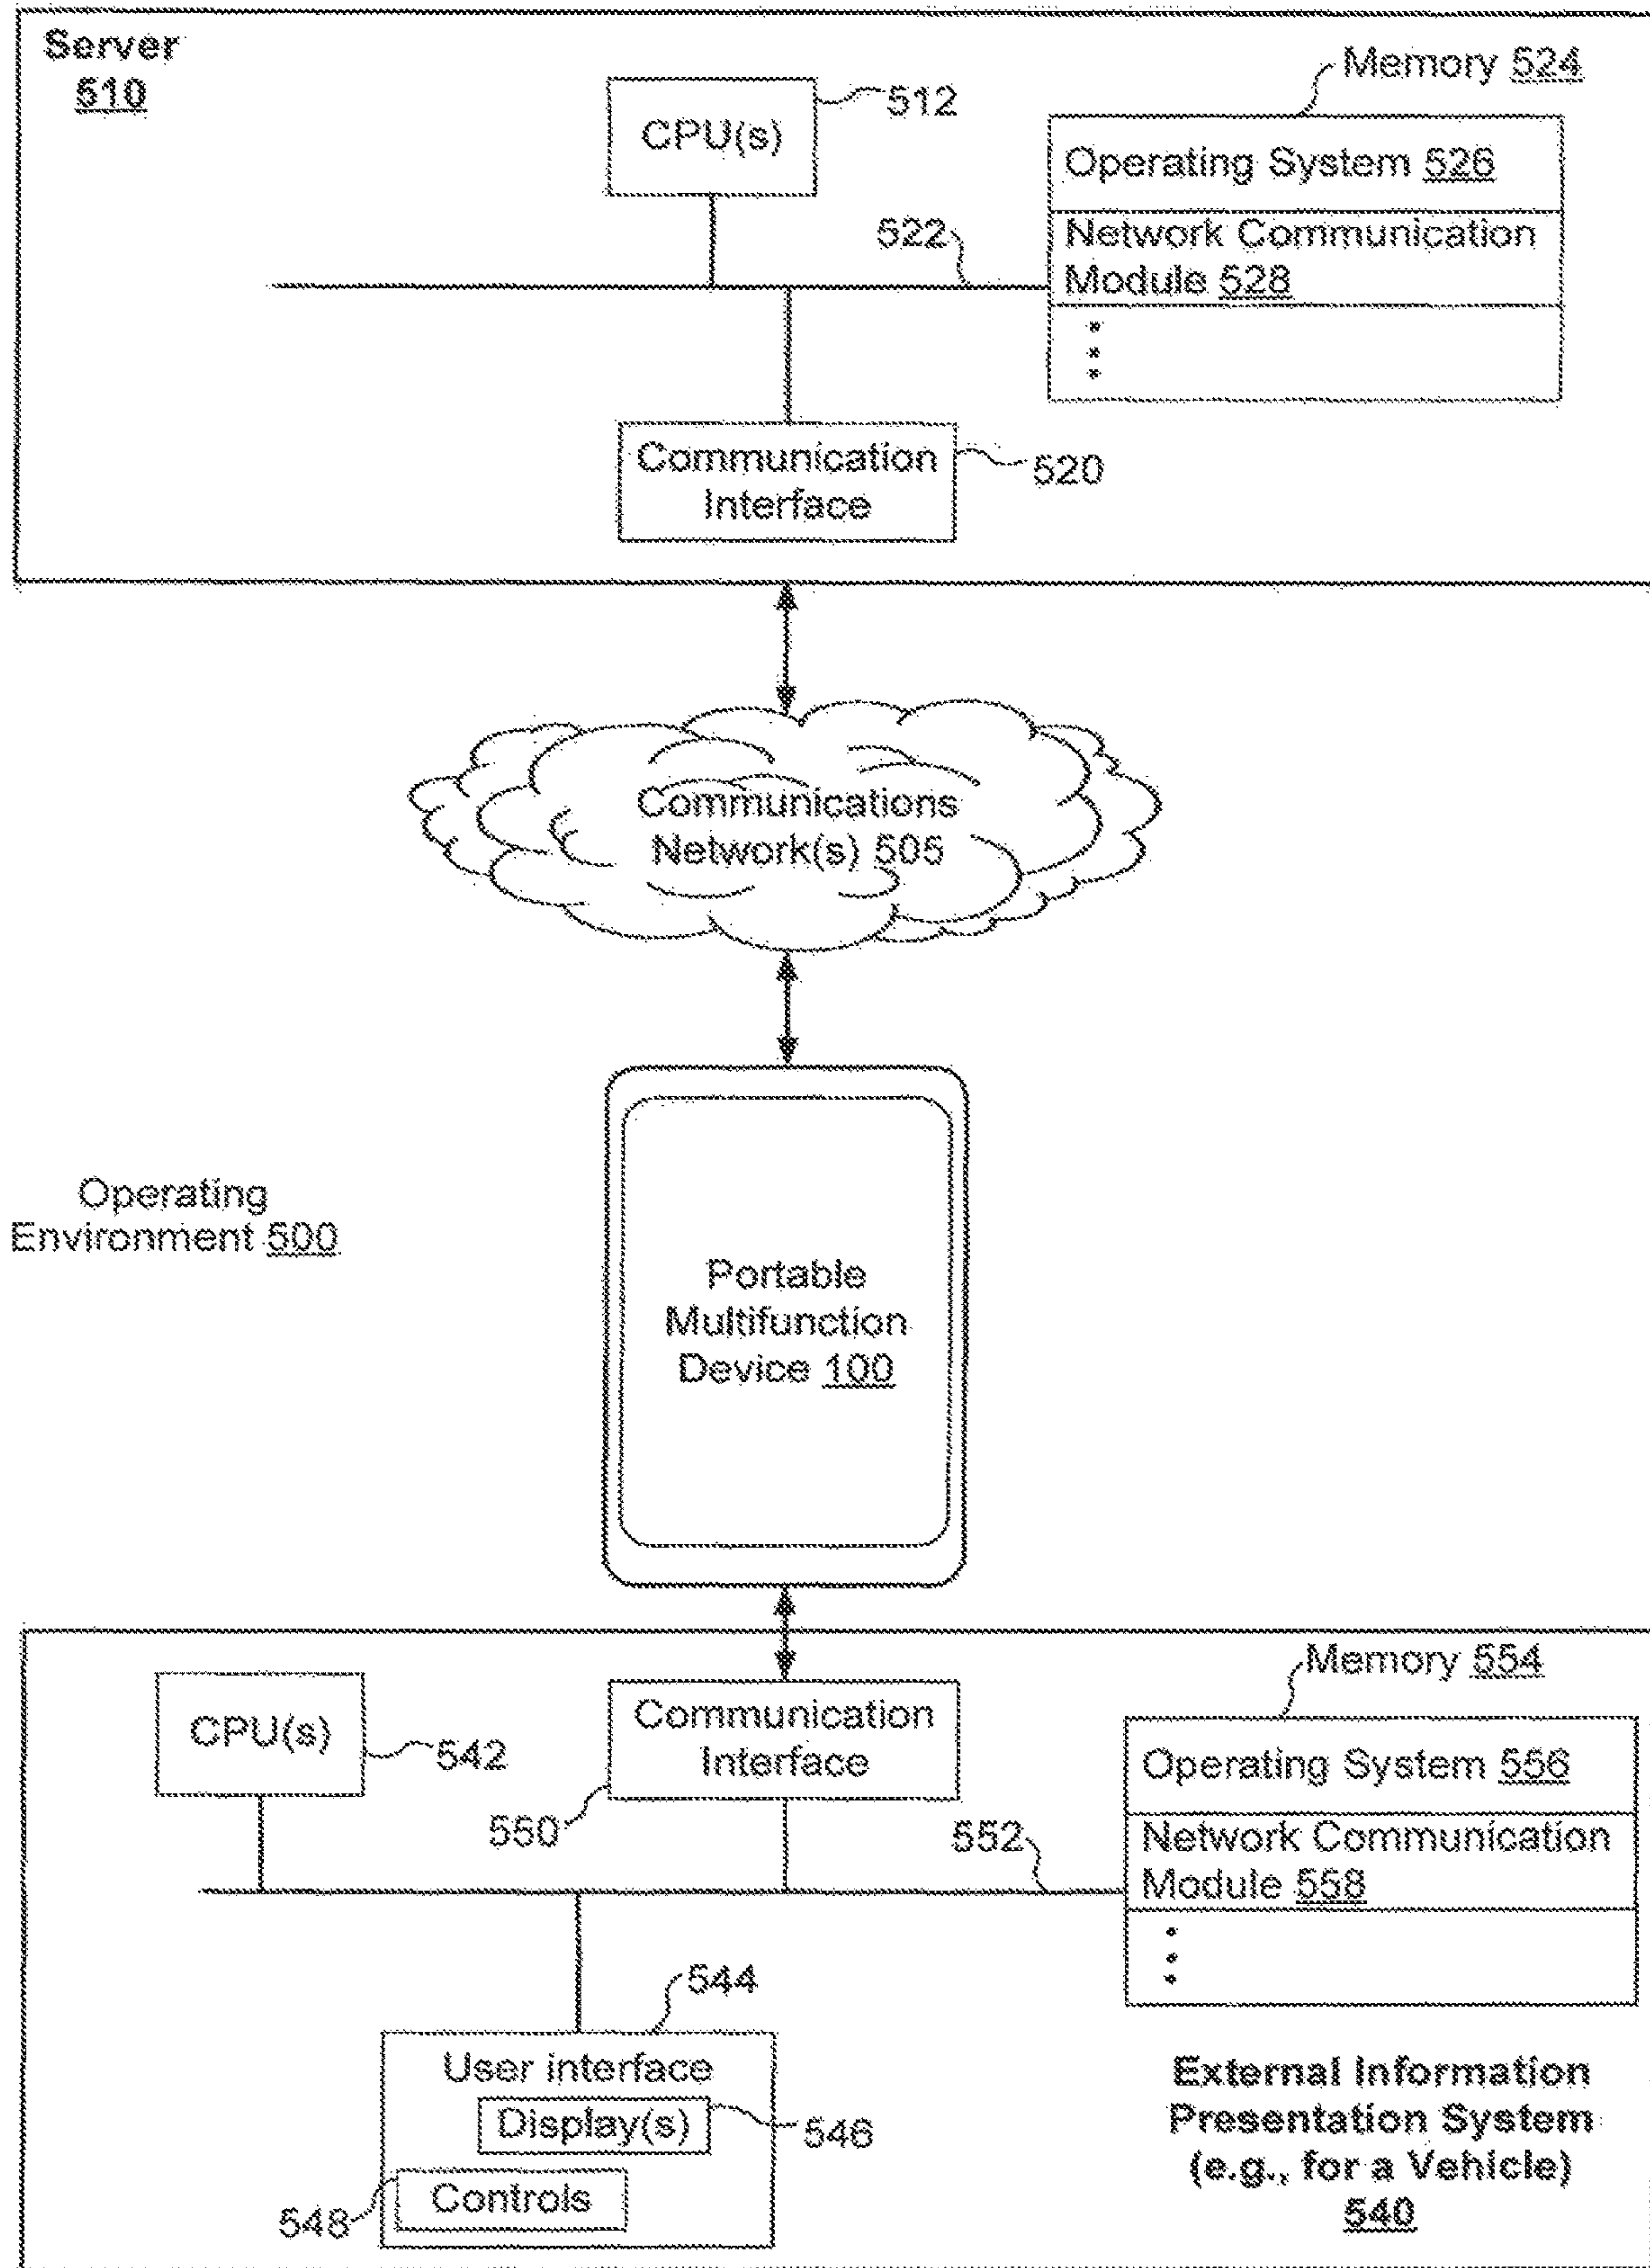 Server
510
CPU(s)
512
Memory 524
Operating System 526
Network Communication
Module 528
522
Communication
Interface
520
Communications
Network(s) 505
Operating
Environment 500
Portable
Multifunction
Device 100
CPU(s)
542
Communication
Interface
550
Memory 554
Operating System 556
Network Communication
Module 558
552
544
User interface
Display(s)
546
Controls
548
External Information
Presentation System
(e.g., for a Vehicle)
540